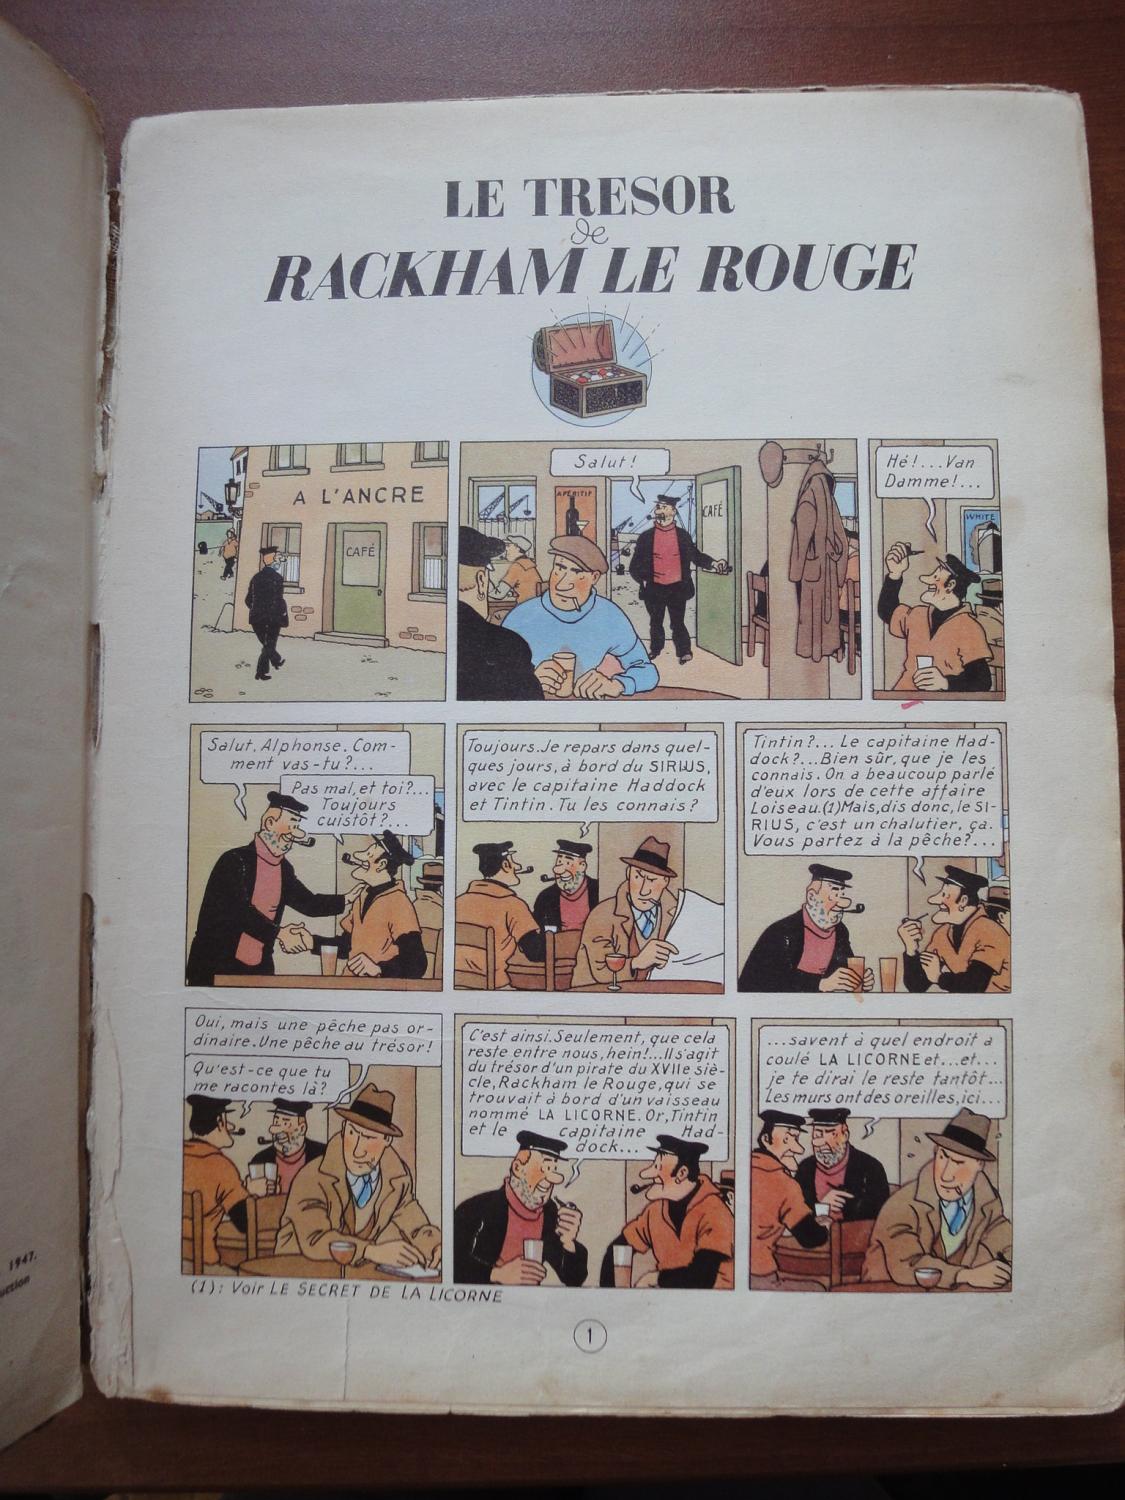 LE TRESOR
de
RACKHAM LE ROUGE
A L'ANCRE
CAFÉ
Salut!
APÉRITIF
CAFÉ
Hé!...Van
Damme!...
WHITE
Salut, Alphonse. Com-
ment vas-tu?...
Pas mal, et toi?...
Toujours
cuistôt?...
Toujours. Je repars dans quel-
ques jours, à bord du SIRIUS,
avec le capitaine Haddock
et Tintin. Tu les connais?
Tintin?... Le capitaine Had-
dock?...Bien sûr, que je les
connais. On a beaucoup parlé
d'eux lors de cette affaire
Loiseau.(1)Mais, dis donc, le SI-
RIUS, c'est un chalutier, ça.
Vous partez à la pêche?...
Oui, mais une pêche pas or-
dinaire. Une pêche au trésor!
Qu'est-ce que tu
me racontes là?
C'est ainsi. Seulement, que cela
reste entre nous, hein!...Il s'agit
du trésor d'un pirate du XVIIe siè-
cle, Rackham le Rouge, qui se
trouvait à bord d'un vaisseau
nommé LA LICORNE. Or, Tintin
et le capitaine Had-
dock...
...savent à quel endroit a
coulé LA LICORNE et...et...
je te dirai le reste tantôt...
Les murs ont des oreilles, ici...
(1): Voir LE SECRET DE LA LICORNE
1
1947.
uction